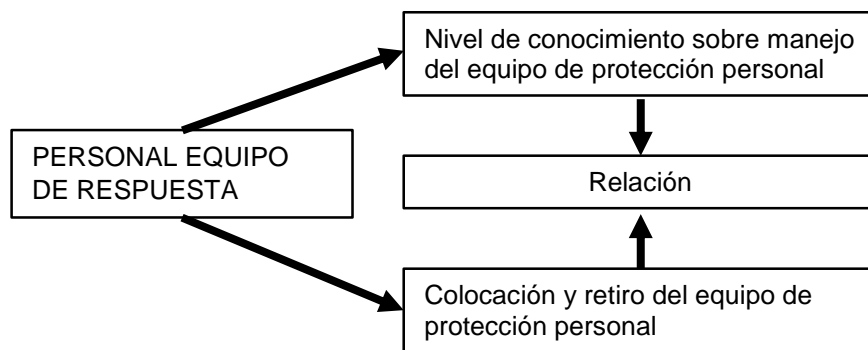 Nivel de conocimiento sobre manejo
del equipo de protección personal
PERSONAL EQUIPO
DE RESPUESTA
Relación
Colocación y retiro del equipo de
protección personal